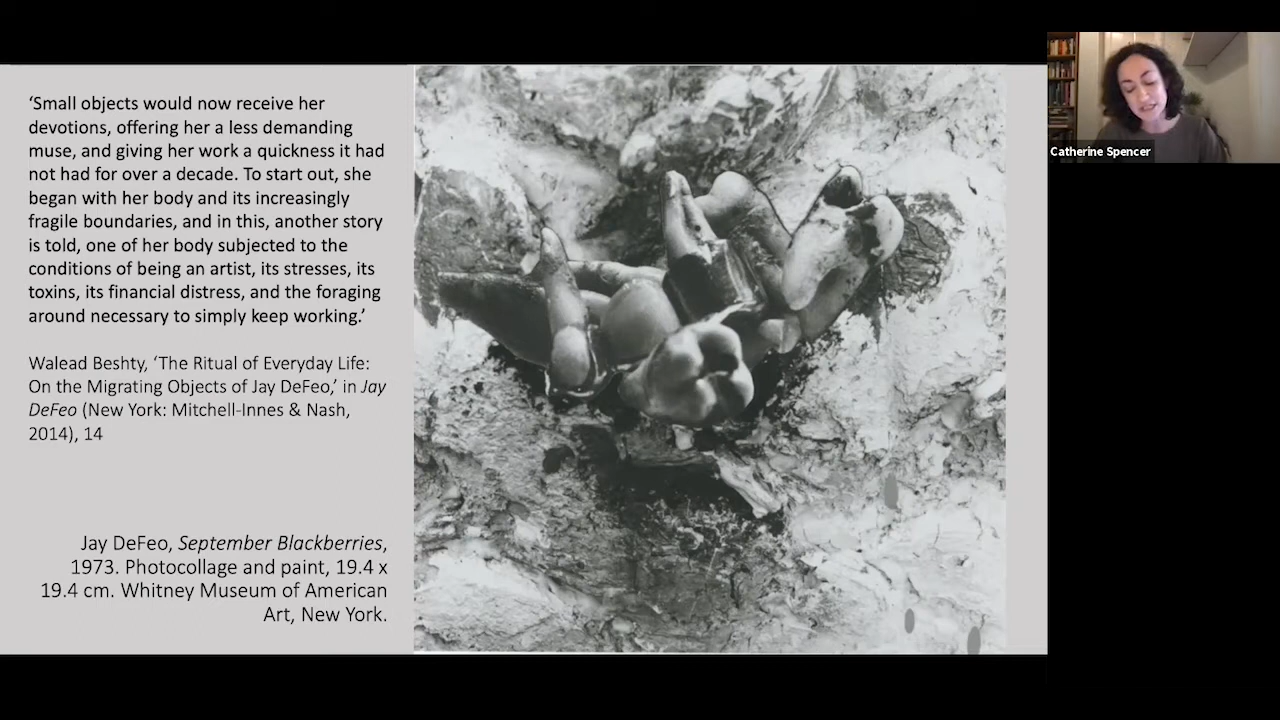 ‘Small objects would now receive her
devotions, offering her a less demanding
muse, and giving her work a quickness it had
not had for over a decade. To start out, she
began with her body and its increasingly
fragile boundaries, and in this, another story
is told, one of her body subjected to the
conditions of being an artist, its stresses, its
toxins, its financial distress, and the foraging
around necessary to simply keep working.’
Walead Beshty, ‘The Ritual of Everyday Life:
On the Migrating Objects of Jay DeFeo,’ in Jay
DeFeo (New York: Mitchell-Innes & Nash,
2014), 14
Jay DeFeo, September Blackberries,
1973. Photocollage and paint, 19.4 x
19.4 cm. Whitney Museum of American
Art, New York.
Catherine Spencer